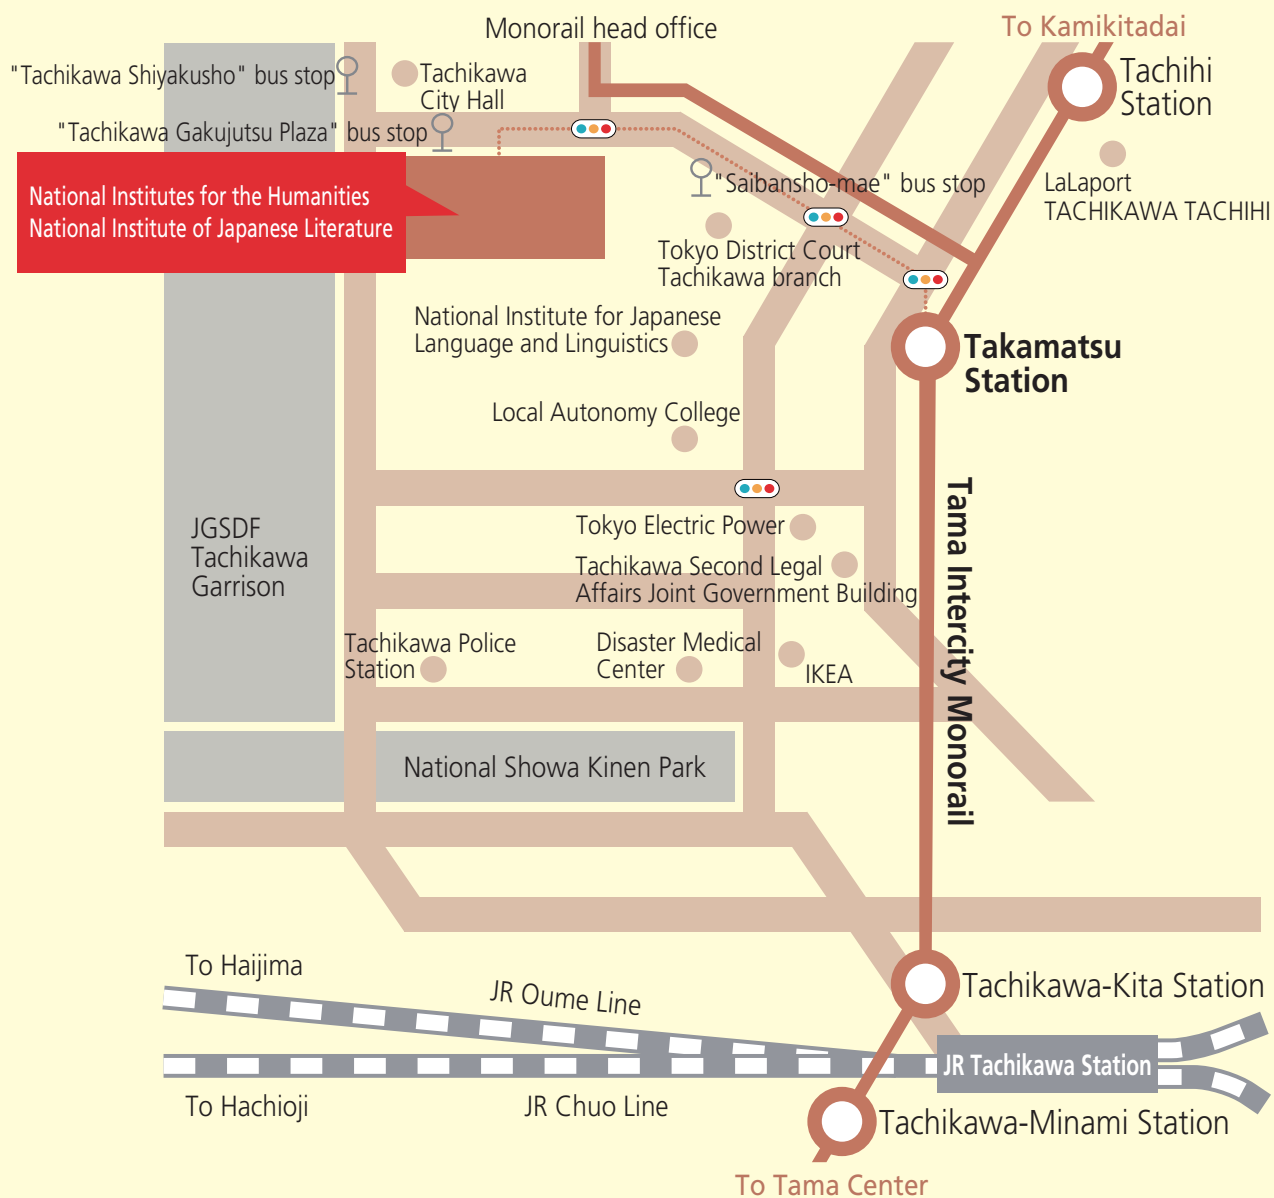 Monorail head office
To Kamikitadai
"Tachikawa Shiyakusho" bus stop
Tachikawa
City Hall
Tachihi
Station
"Tachikawa Gakujutsu Plaza" bus stop
National Institutes for the Humanities
National Institute of Japanese Literature
"Saibansho-mae" bus stop
LaLaport
TACHIKAWA TACHIHI
Tokyo District Court
Tachikawa branch
National Institute for Japanese
Language and Linguistics
Takamatsu
Station
Local Autonomy College
Tama Intercity Monorail
JGSDF
Tachikawa
Garrison
Tokyo Electric Power
Tachikawa Second Legal
Affairs Joint Government Building
Tachikawa Police
Station
Disaster Medical
Center
IKEA
National Showa Kinen Park
To Haijima
JR Oume Line
Tachikawa-Kita Station
JR Tachikawa Station
To Hachioji
JR Chuo Line
Tachikawa-Minami Station
To Tama Center